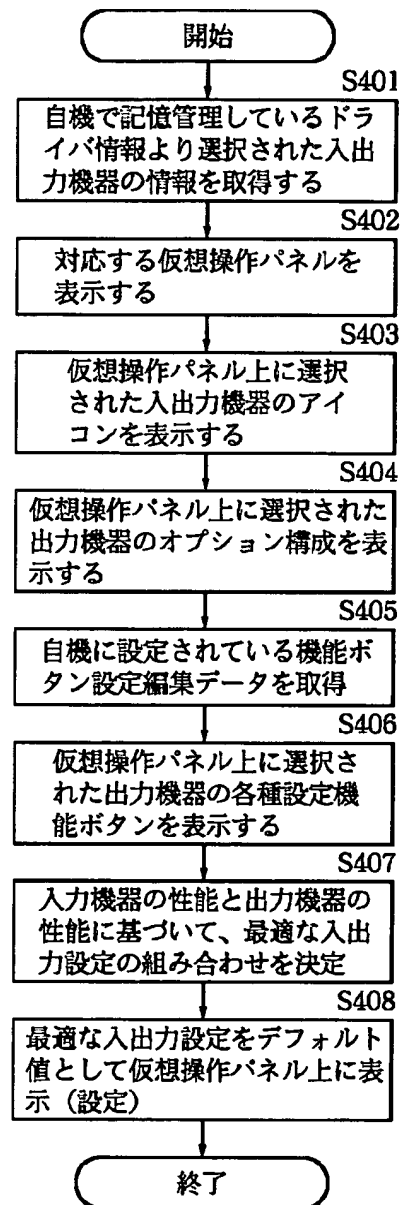 開始
S401
自機で記憶管理しているドラ
イバ情報より選択された入出
力機器の情報を取得する
S402
対応する仮想操作パネルを
表示する
S403
仮想操作パネル上に選択
された入出力機器のアイ
コンを表示する
S404
仮想操作パネル上に選択された
出力機器のオプション構成を表
示する
S405
自機に設定されている機能ボ
タン設定編集データを取得
S406
仮想操作パネル上に選択さ
れた出力機器の各種設定機
能ボタンを表示する
S407
入力機器の性能と出力機器の
性能に基づいて、最適な入出
力設定の組み合わせを決定
S408
最適な入出力設定をデフォルト
値として仮想操作パネル上に表
示（設定）
終了